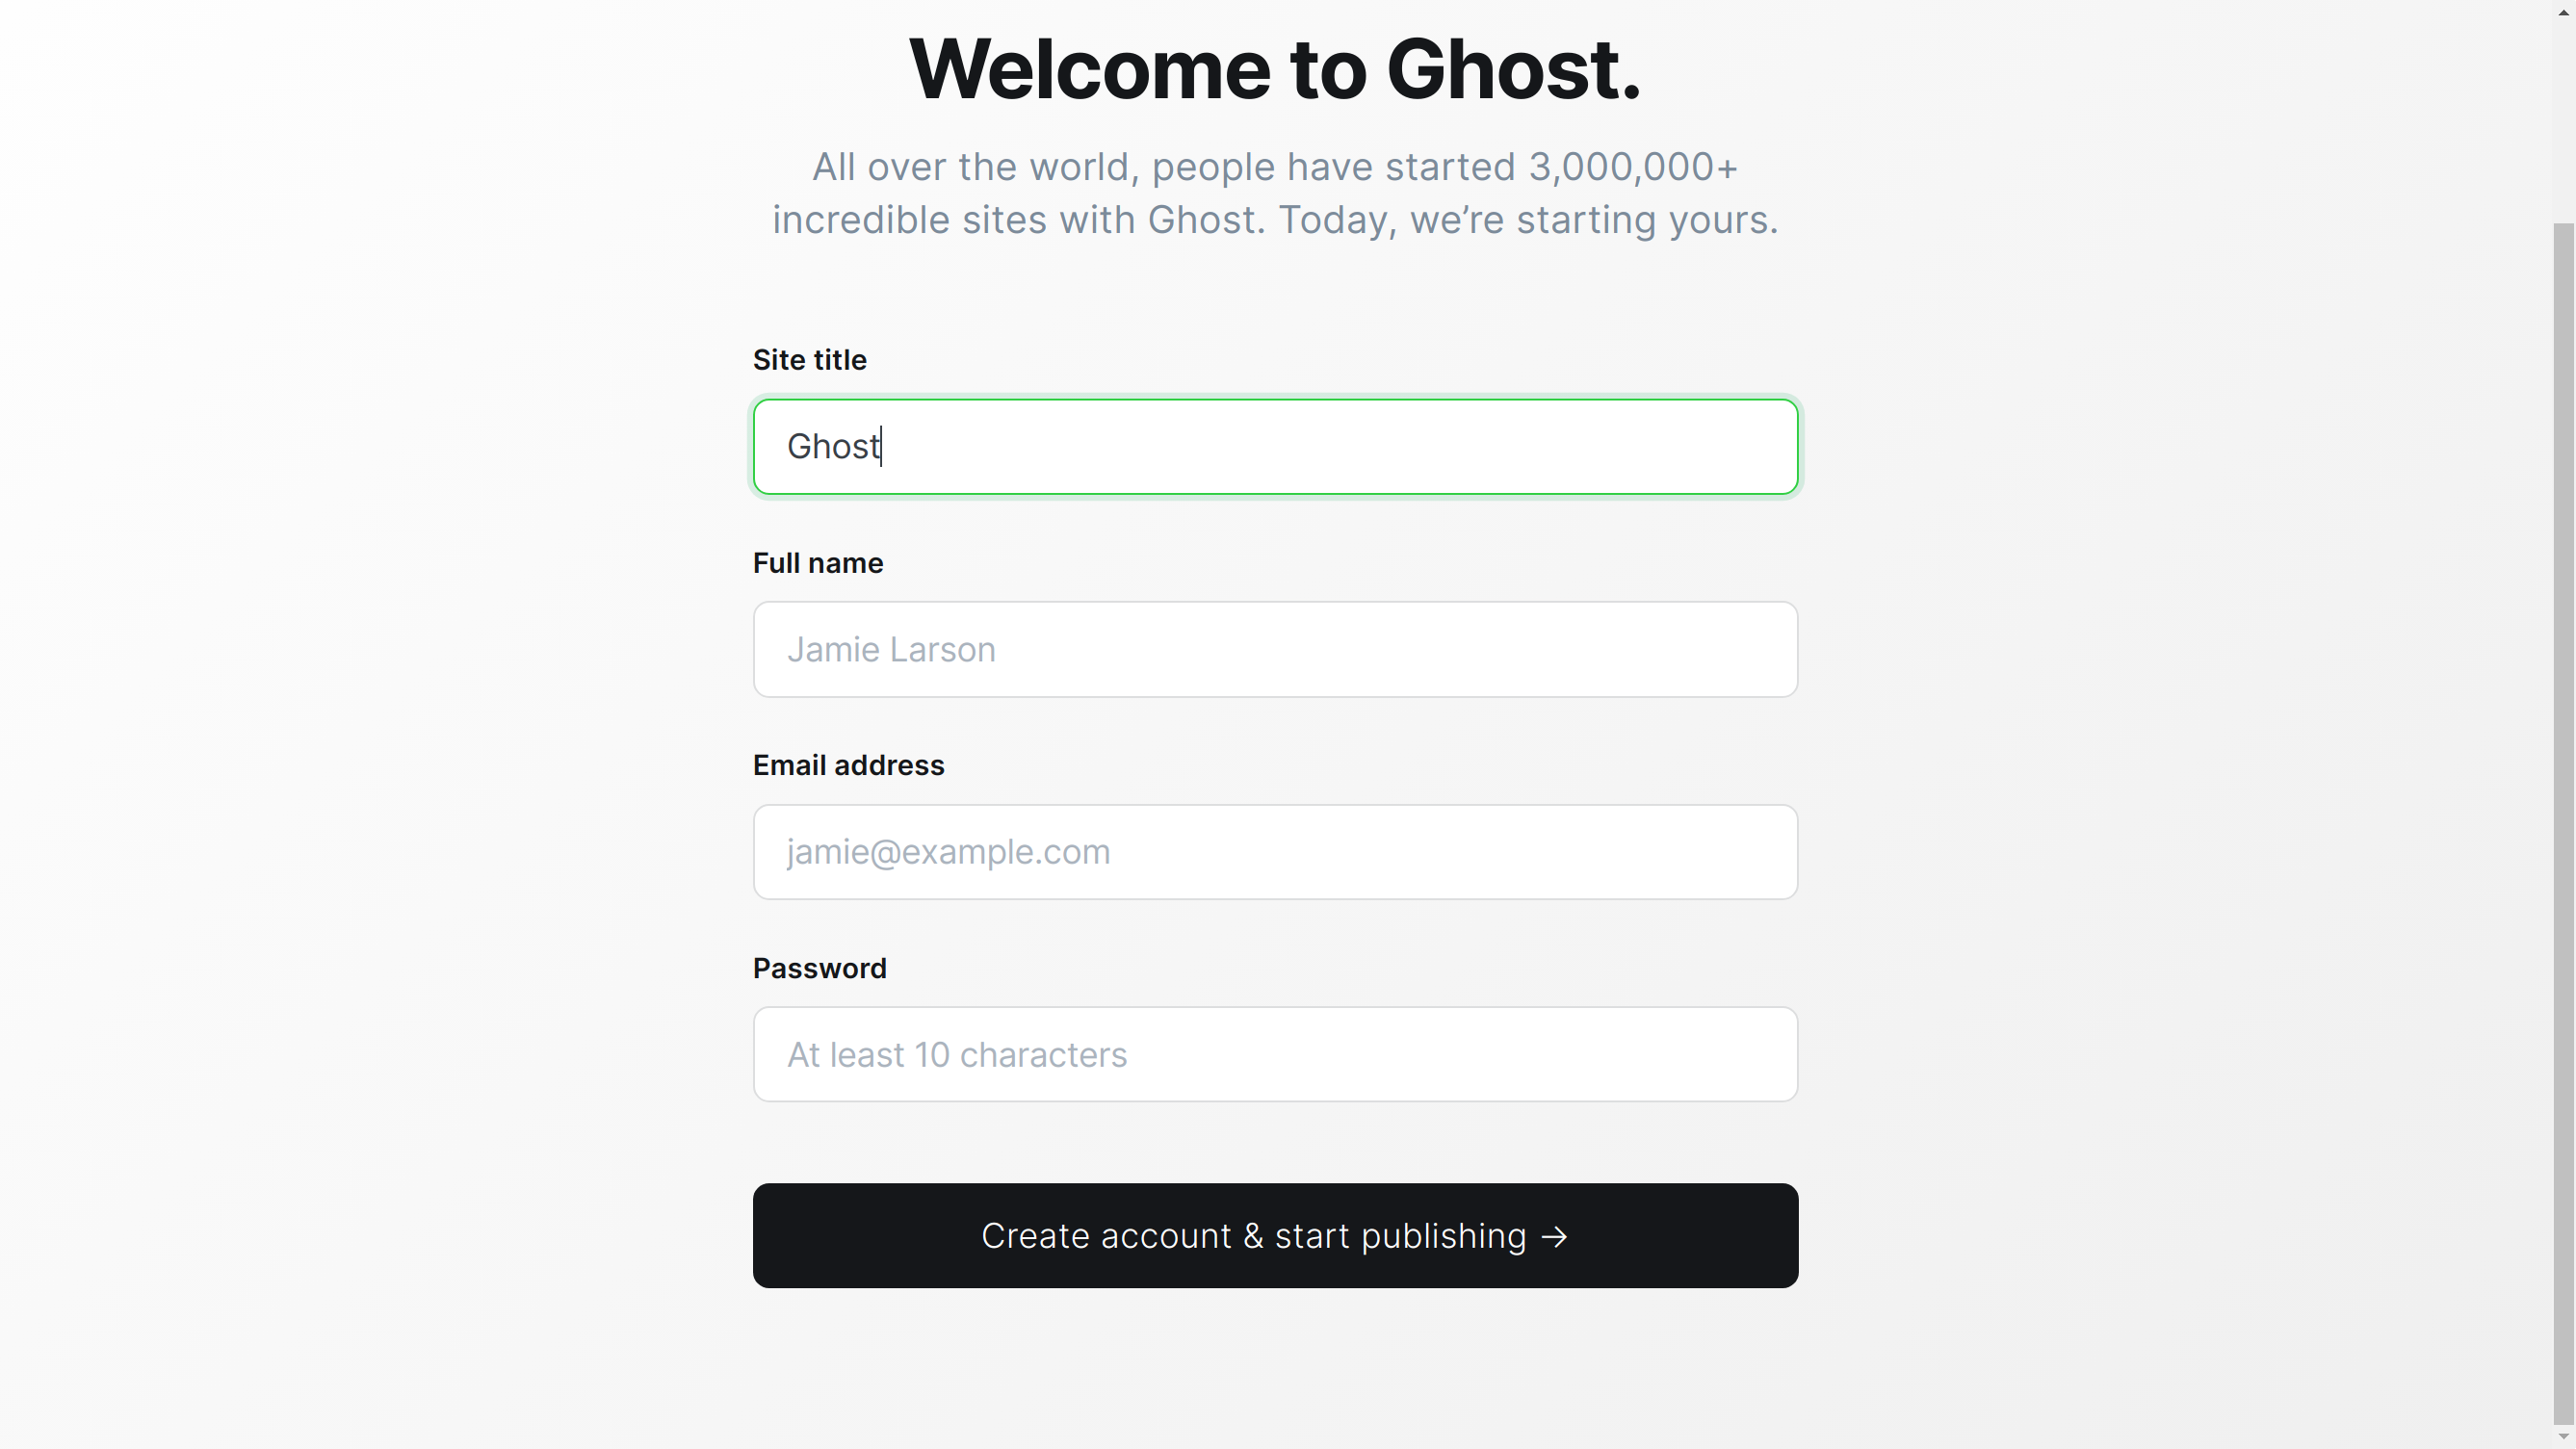 Welcome to Ghost.
All over the world, people have started 3,000,000+
incredible sites with Ghost. Today, we’re starting yours.
Site title
Ghost
Full name
Jamie Larson
Email address
jamie@example.com
Password
At least 10 characters
Create account & start publishing →